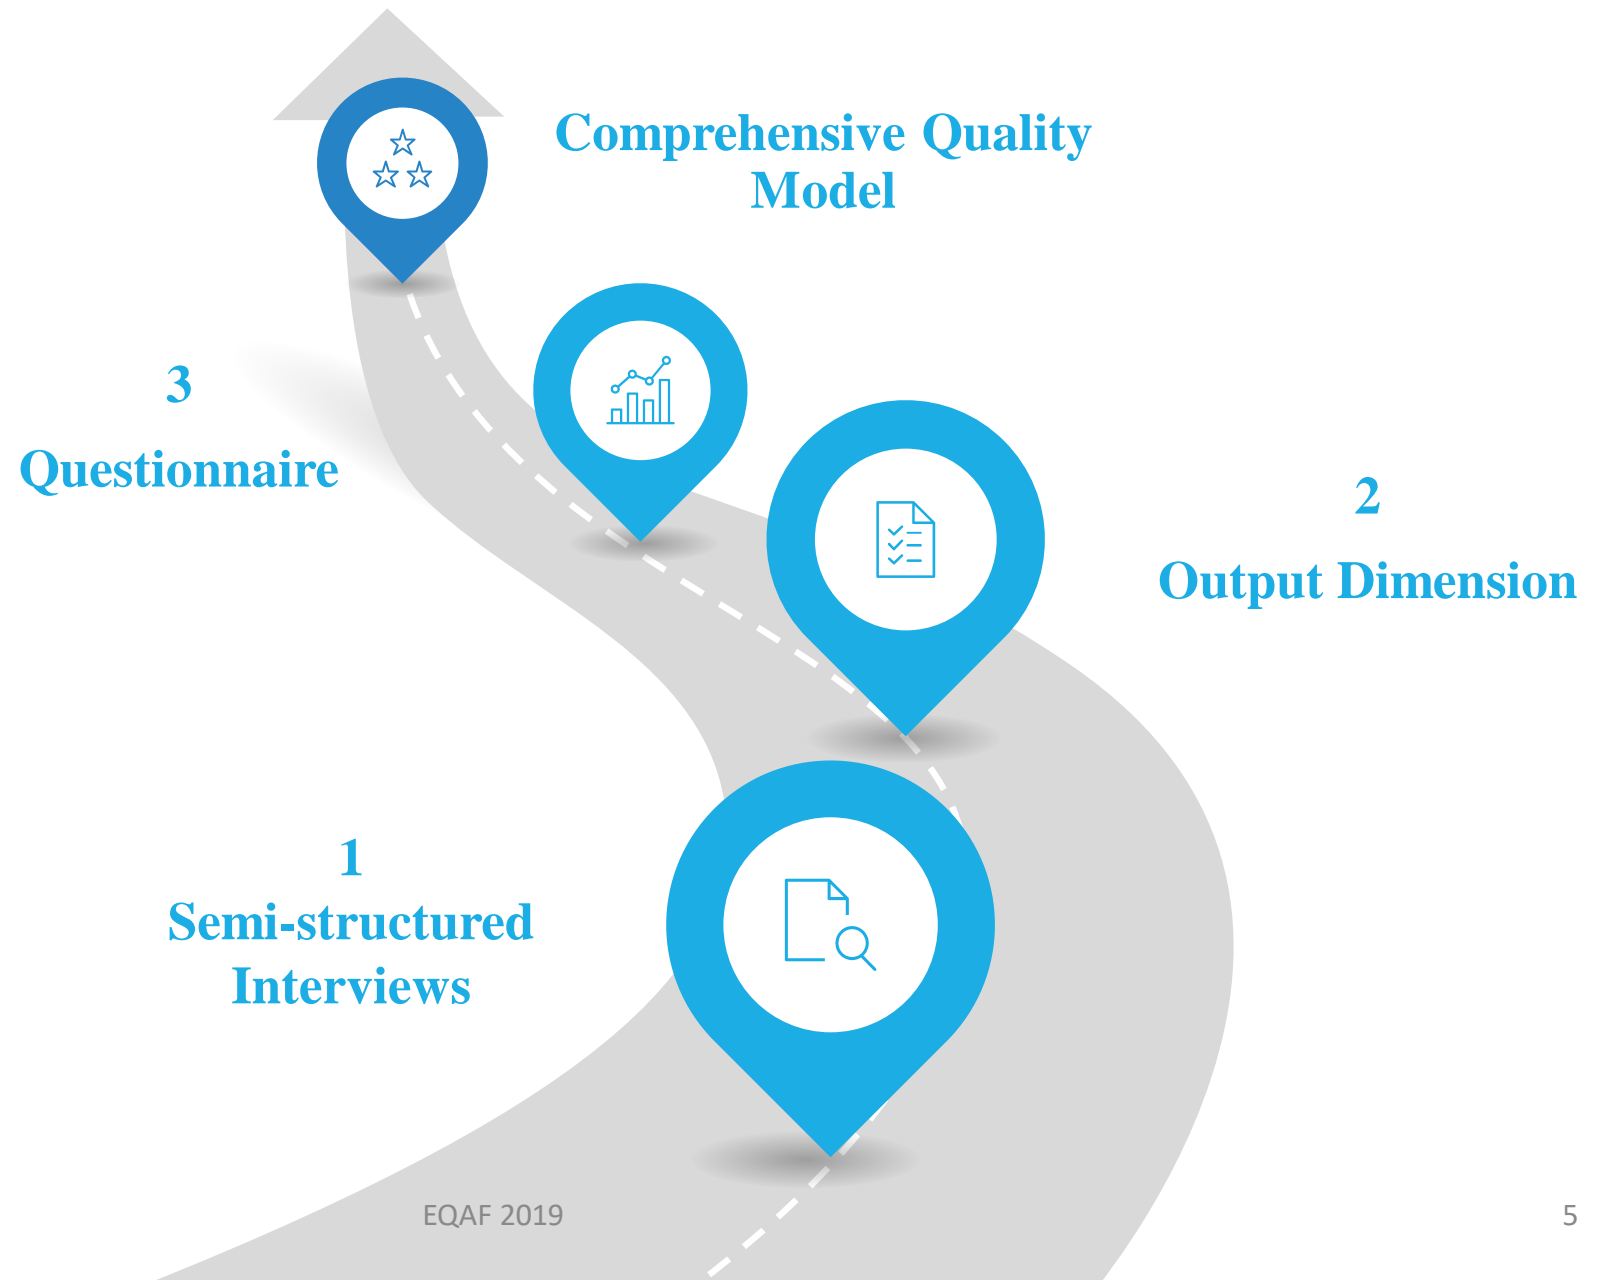 Comprehensive Quality
Model
3
Questionnaire
2
Output Dimension
1
Semi-structured
Interviews
EQAF 2019
5